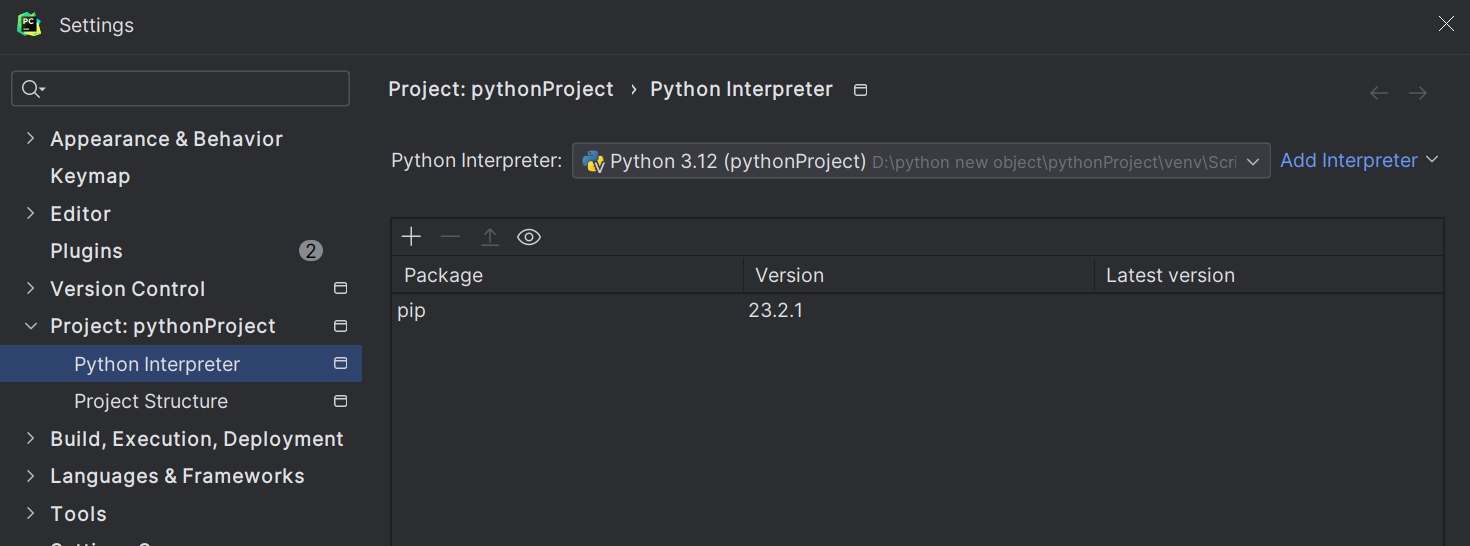 PC
Settings
Project: pythonProject › Python Interpreter
Appearance & Behavior
Keymap
Editor
Plugins 2
Version Control
Project: pythonProject
Python Interpreter
Project Structure
Build, Execution, Deployment
Languages & Frameworks
Tools
Python Interpreter: Python 3.12 (pythonProject) D:\python new object\pythonProject\venv\Scri
Add Interpreter
Package Version Latest version
pip 23.2.1